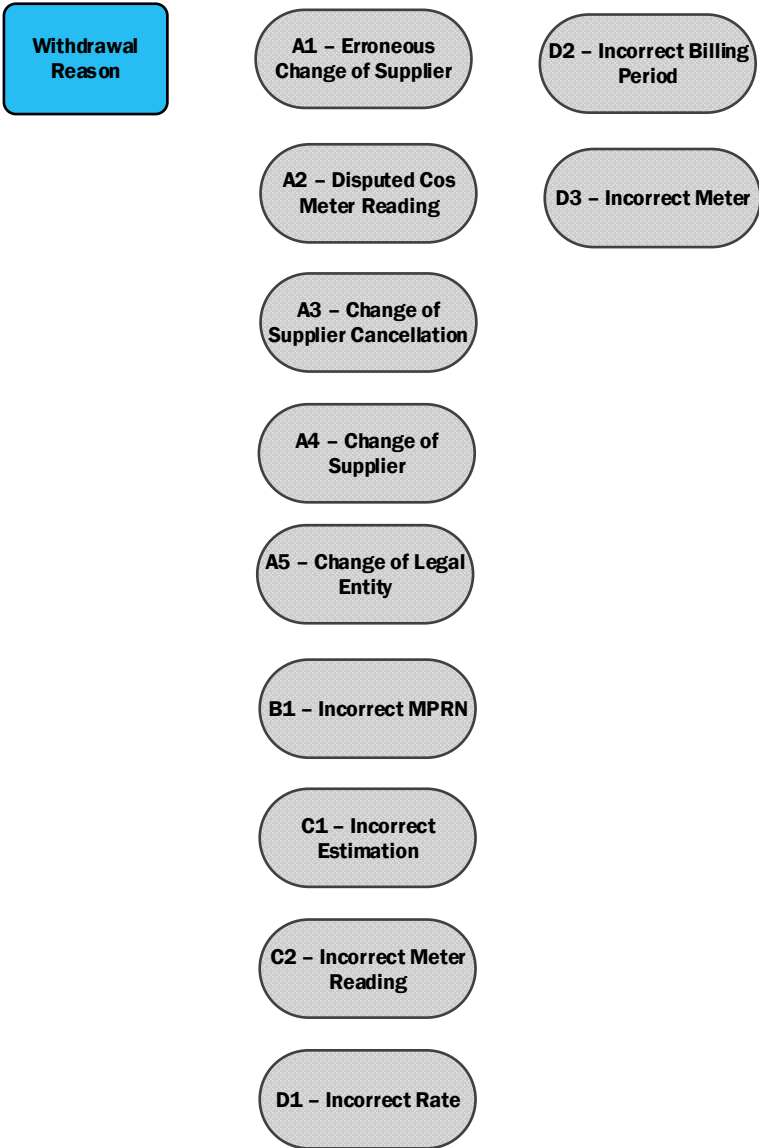 Withdrawal
Reason
A1 – Erroneous
Change of Supplier
A2 – Disputed Cos
Meter Reading
A3 – Change of
Supplier Cancellation
A4 – Change of
Supplier
A5 – Change of Legal
Entity
B1 – Incorrect MPRN
C1 – Incorrect
Estimation
C2 – Incorrect Meter
Reading
D1 – Incorrect Rate
D2 – Incorrect Billing
Period
D3 – Incorrect Meter